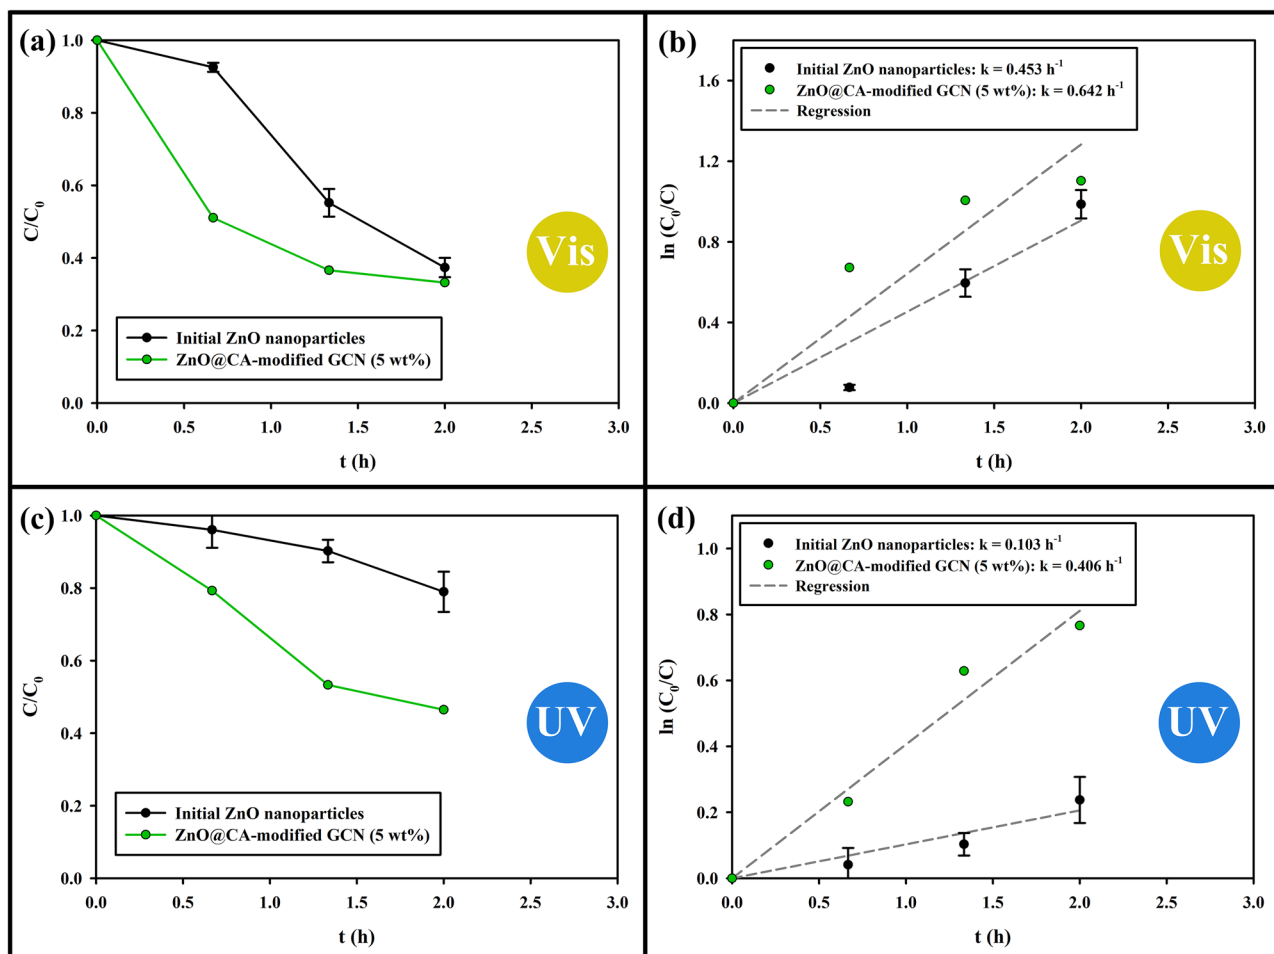 (a)
1.0
0.8
0.6
0.4
0.2
0.0
C/C₀
Initial ZnO nanoparticles
ZnO@CA-modified GCN (5 wt%)
Vis
0.0 0.5 1.0 1.5 2.0 2.5 3.0
t (h)
(b)
1.6
1.2
0.8
0.4
0.0
ln (C₀/C)
Initial ZnO nanoparticles: k = 0.453 h⁻¹
ZnO@CA-modified GCN (5 wt%): k = 0.642 h⁻¹
Regression
Vis
0.0 0.5 1.0 1.5 2.0 2.5 3.0
t (h)
(c)
1.0
0.8
0.6
0.4
0.2
0.0
C/C₀
Initial ZnO nanoparticles
ZnO@CA-modified GCN (5 wt%)
UV
0.0 0.5 1.0 1.5 2.0 2.5 3.0
t (h)
(d)
1.0
0.8
0.6
0.4
0.2
0.0
ln (C₀/C)
Initial ZnO nanoparticles: k = 0.103 h⁻¹
ZnO@CA-modified GCN (5 wt%): k = 0.406 h⁻¹
Regression
UV
0.0 0.5 1.0 1.5 2.0 2.5 3.0
t (h)